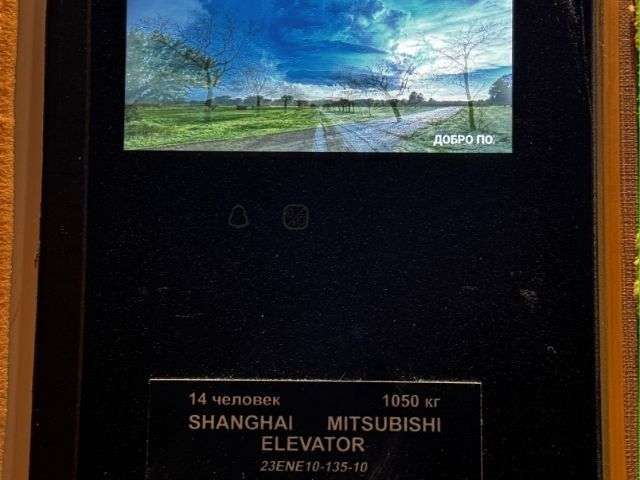 ДОБРО ПО
14 человек 1050 кг
SHANGHAI MITSUBISHI
ELEVATOR
23ENE10-135-10